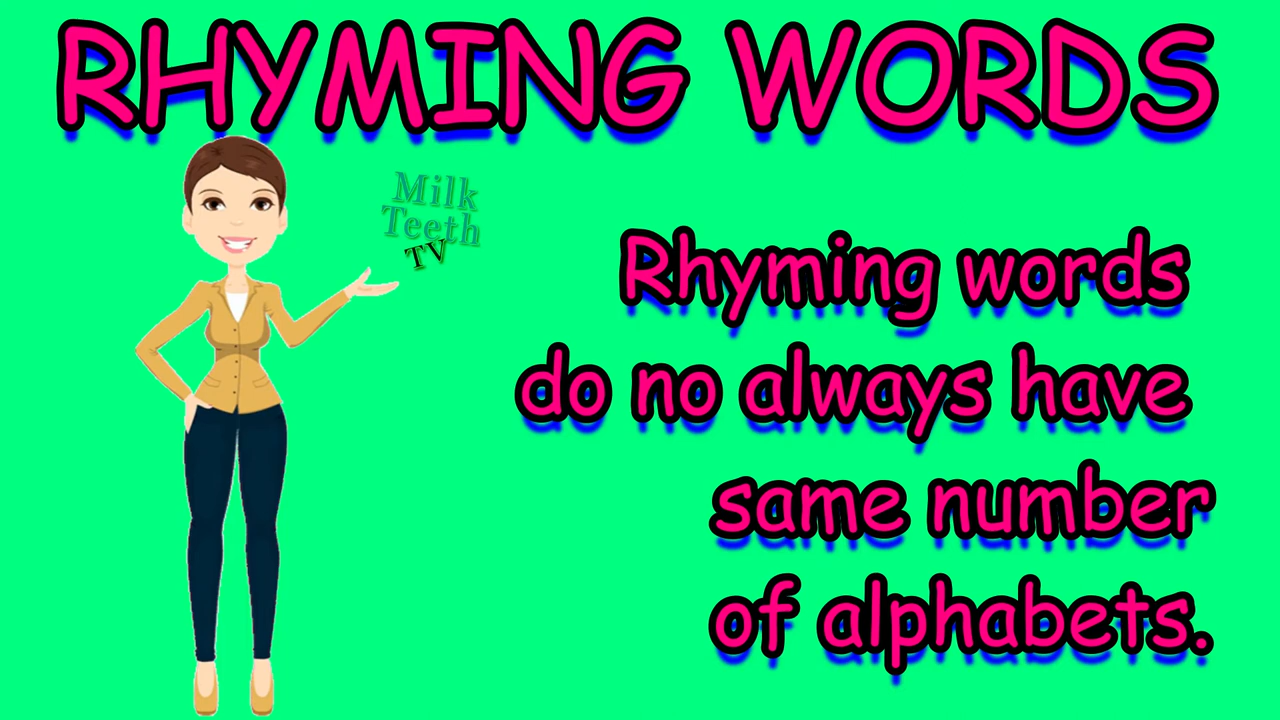 RHYMING WORDS
Milk
Teeth
TV
Rhyming words
do no always have
same number
of alphabets.